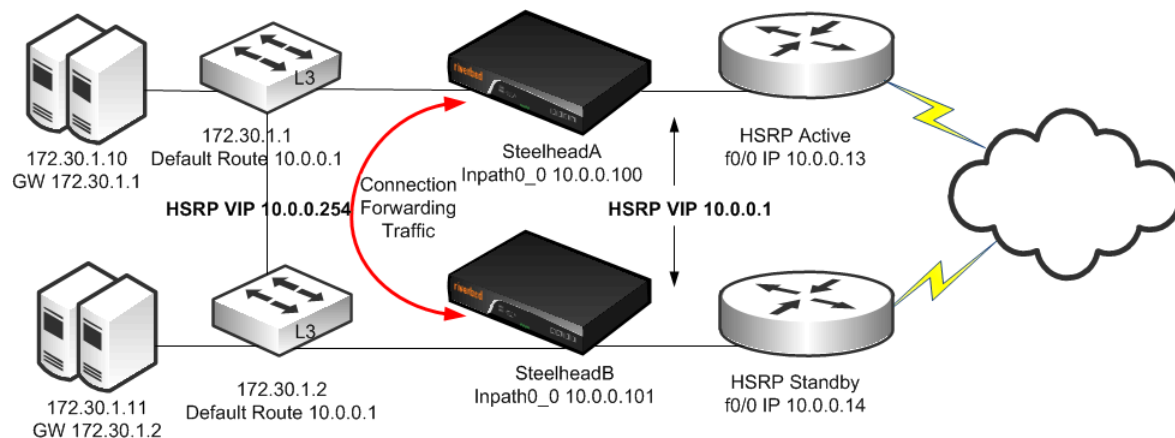 L3
riverbed
172.30.1.10
GW 172.30.1.1
172.30.1.1
Default Route 10.0.0.1
SteelheadA
Inpath0_0 10.0.0.100
HSRP Active
f0/0 IP 10.0.0.13
HSRP VIP 10.0.0.254
Connection
Forwarding
Traffic
HSRP VIP 10.0.0.1
L3
riverbed
172.30.1.11
GW 172.30.1.2
172.30.1.2
Default Route 10.0.0.1
SteelheadB
Inpath0_0 10.0.0.101
HSRP Standby
f0/0 IP 10.0.0.14